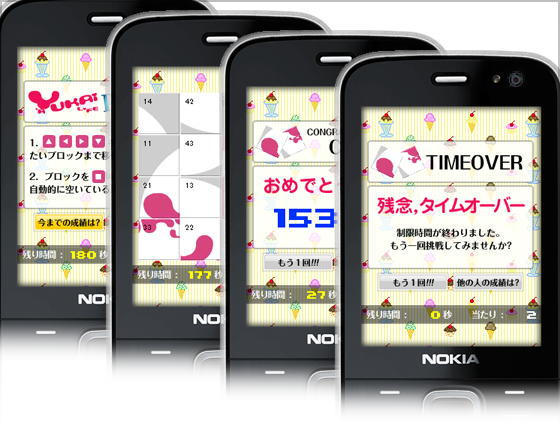 YUKAi
1. ▲ ◀ ▶ ▼
たいブロックまで移
2. ブロックを ■
自動的に空いている
今までの成績は?
残り時間： 180 秒
NOKIA
14 42
11 43
21 13
33 22
残り時間： 177 秒
NOKIA
CONGRA
おめでと
153
もう１回!!!
残り時間： 27 秒
NOKIA
TIMEOVER
残念,タイムオーバー
制限時間が終わりました。
もう一回挑戦してみませんか?
もう１回!!! 他の人の成績は?
残り時間： 0 秒 当たり： 2
NOKIA